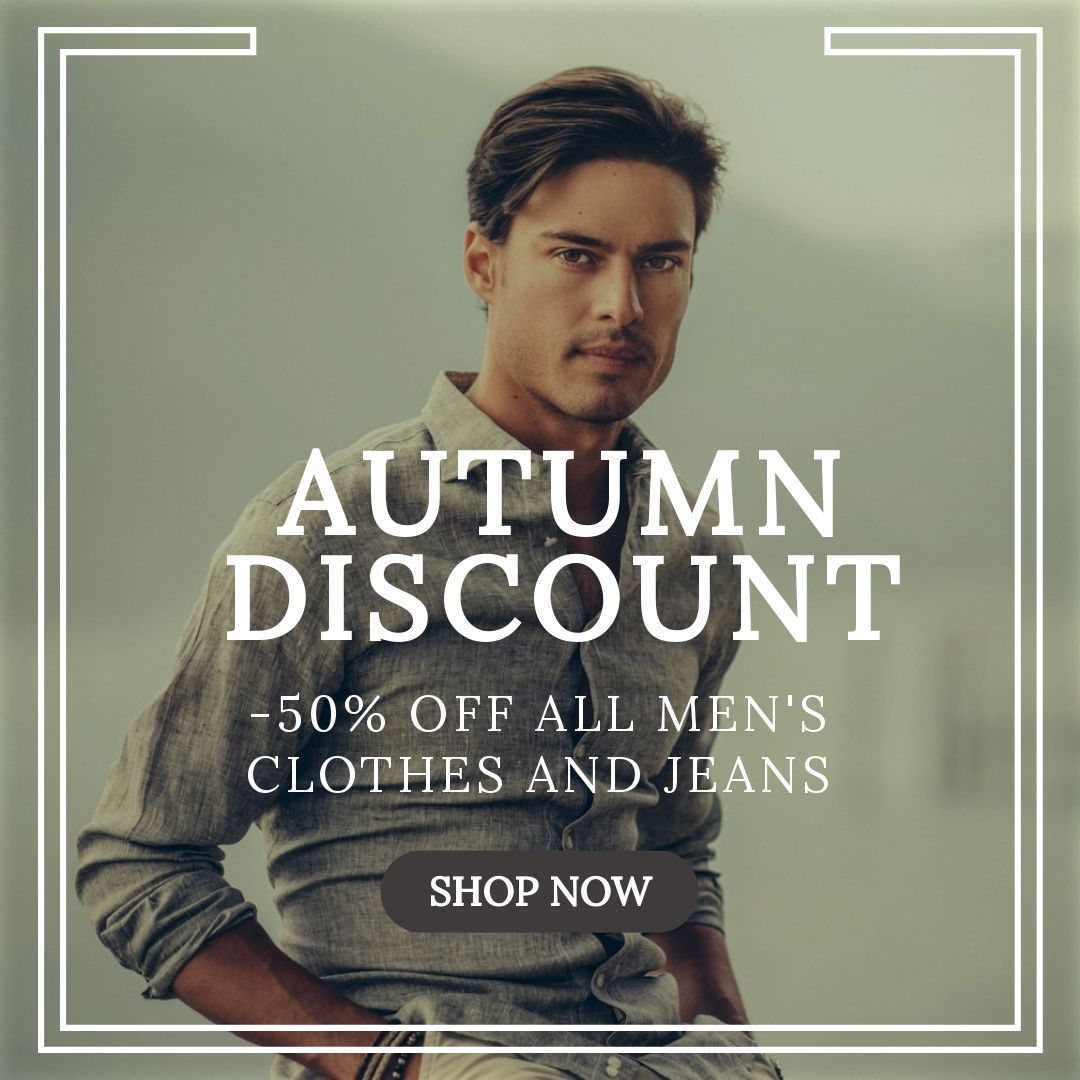 AUTUMN
DISCOUNT
-50% OFF ALL MEN'S
CLOTHES AND JEANS
SHOP NOW